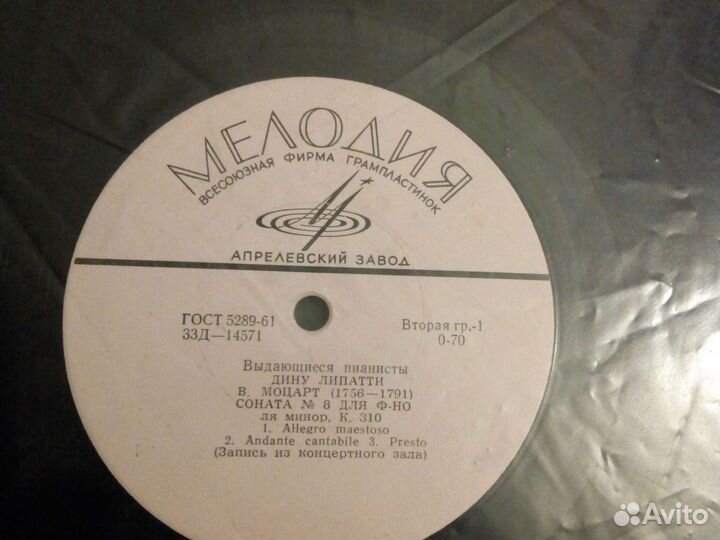 МЕЛОДИЯ
ВСЕСОЮЗНАЯ ФИРМА ГРАМПЛАСТИНОК
АПРЕЛЕВСКИЙ ЗАВОД
ГОСТ 5289-61
33Д—14571
Вторая гр.-1
0-70
Выдающиеся пианисты
ДИНУ ЛИПАТТИ
В. МОЦАРТ (1756—1791)
СОНАТА № 8 ДЛЯ Ф-НО
ля минор, К. 310
1. Allegro maestoso
2. Andante cantabile 3. Presto
(Запись из концертного зала)
Avito